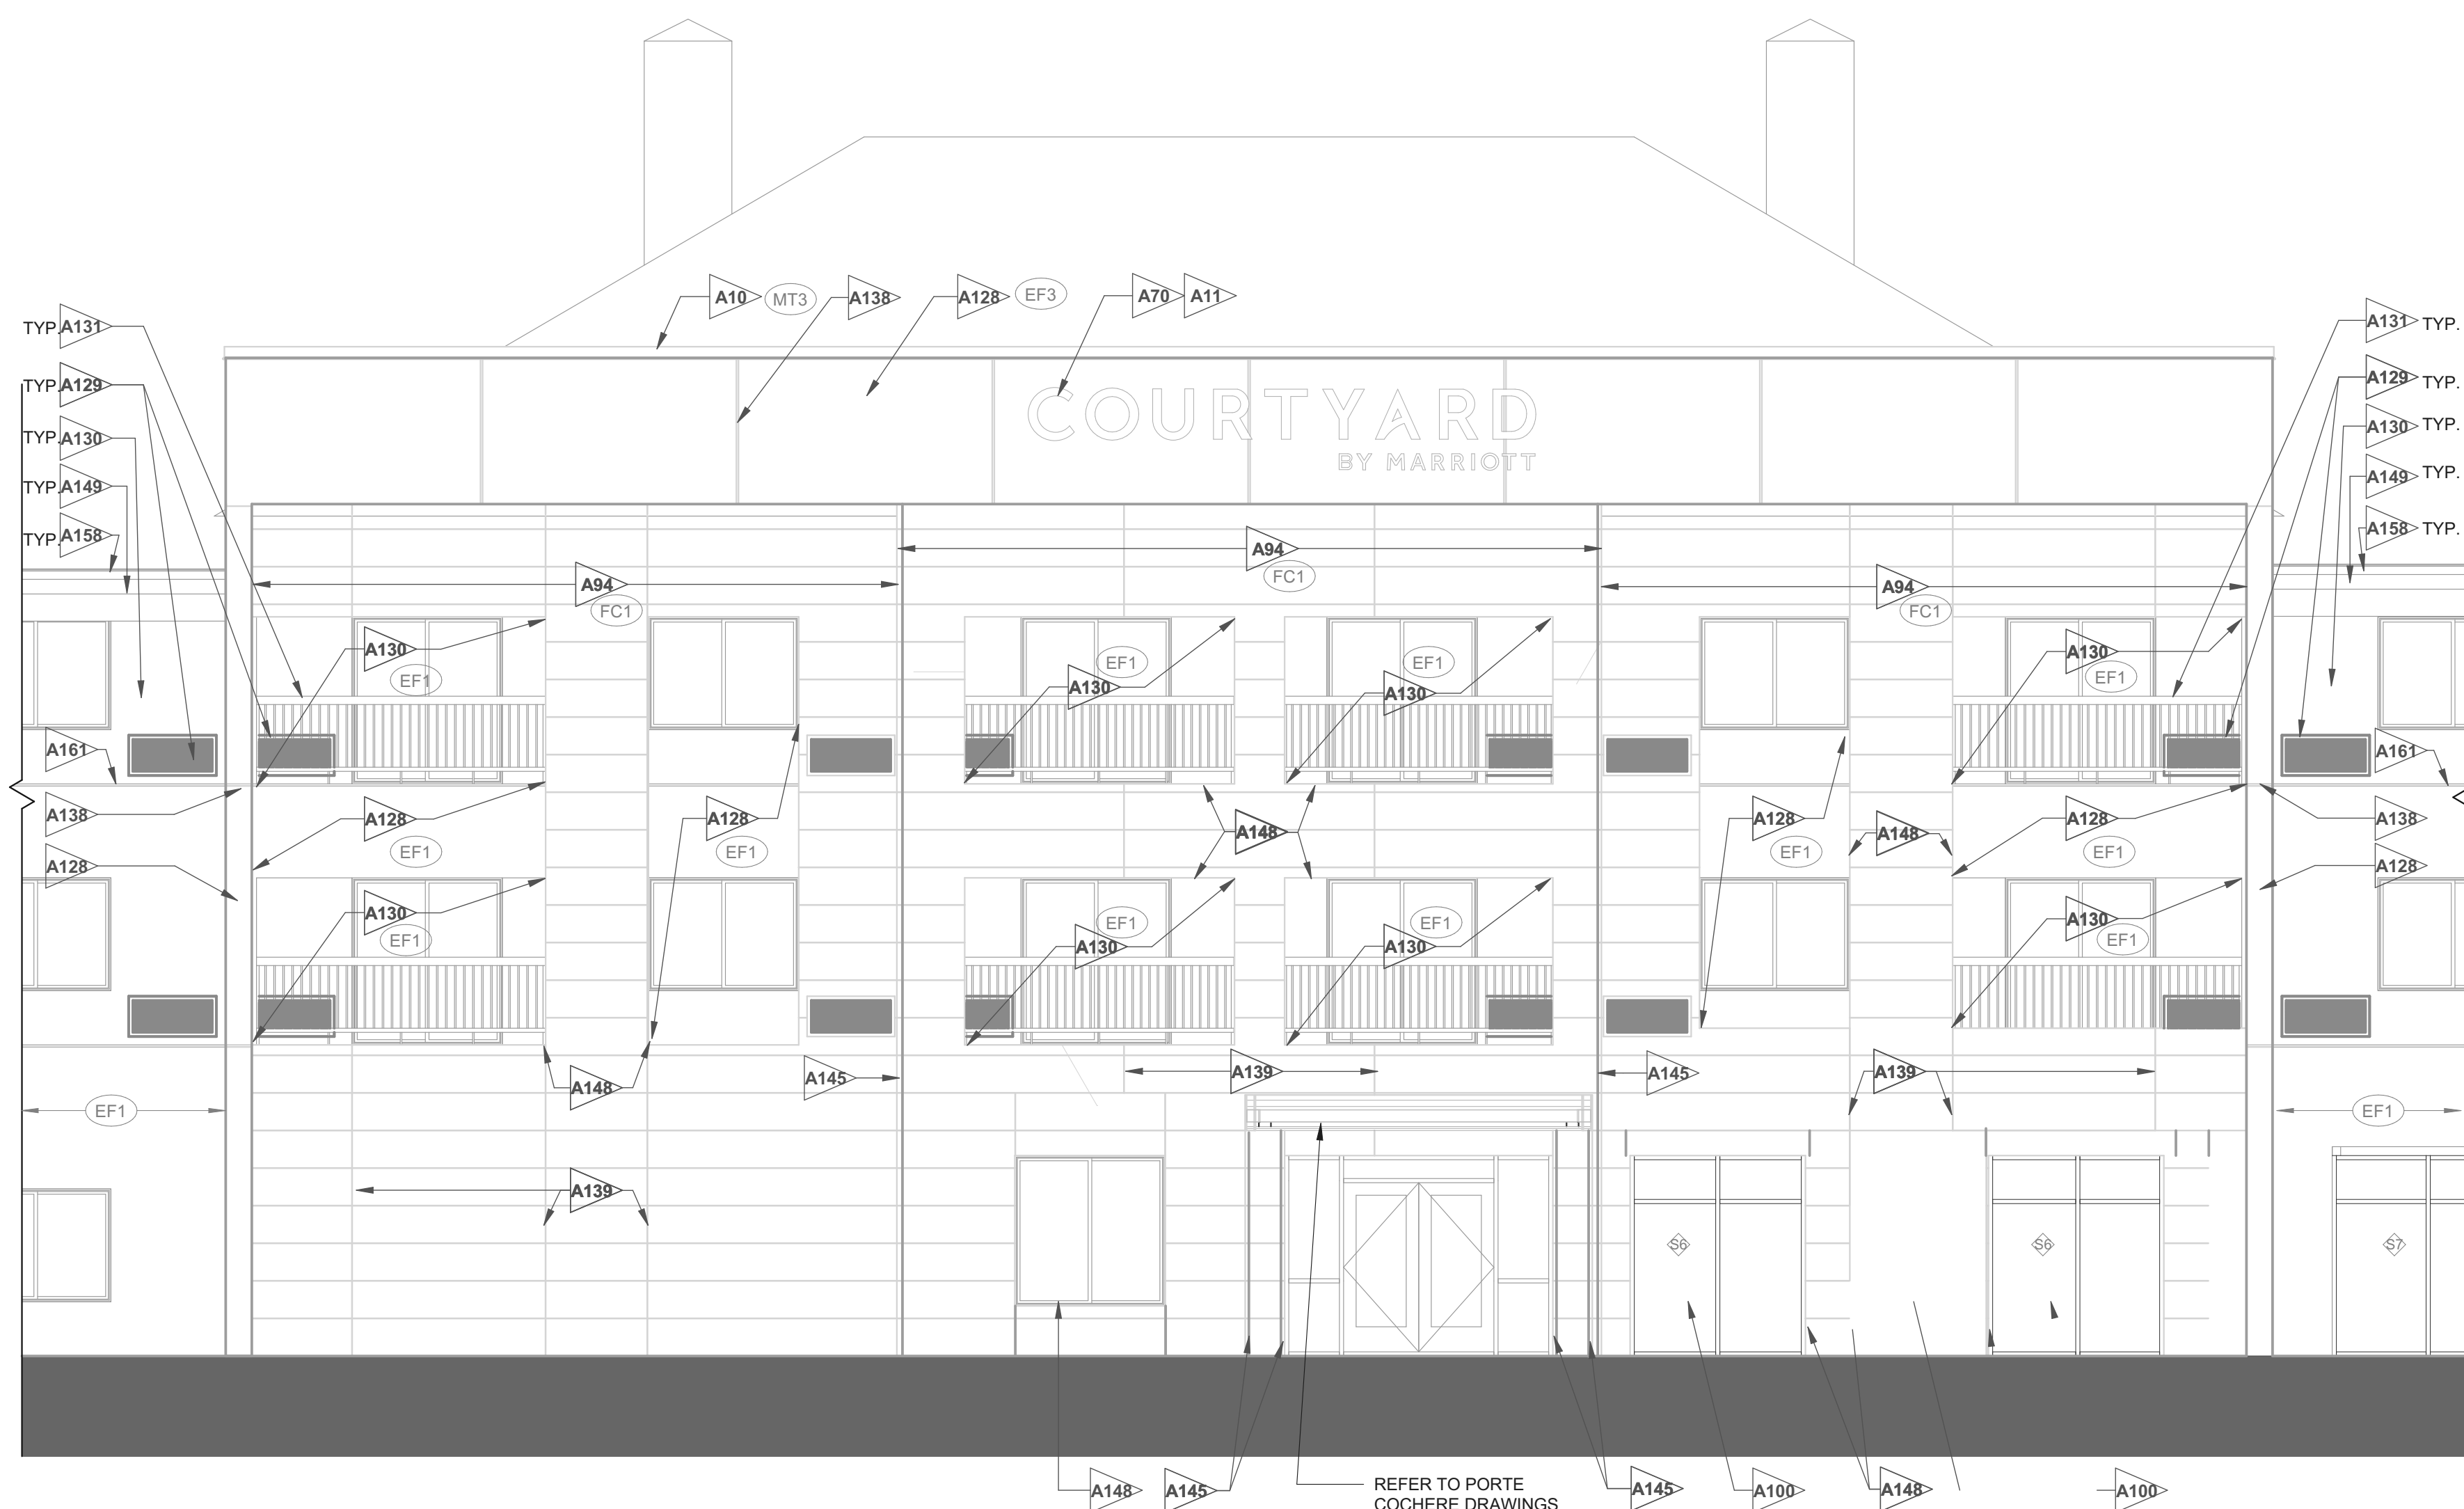 A10 MT3 A138 A128 EF3 A70 A11
TYP. A131
A131 TYP.
TYP. A129
A129 TYP.
COURTYARD
BY MARRIOTT
TYP. A130
A130 TYP.
TYP. A149
A149 TYP.
TYP. A158
A158 TYP.
A94
FC1
A94
FC1
A94
FC1
A130
EF1
EF1
A130
EF1
A130
A130
EF1
A161
A161
A138
A128
EF1
A128
EF1
A148
A128
EF1
A148
A128
EF1
A138
A128
A128
A130
EF1
EF1
A130
EF1
A130
A130
EF1
A148
A145
A139
A145
A139
EF1
EF1
A139
S6
S6
S7
A148
A145
REFER TO PORTE
COCHERE DRAWINGS
A145
A100
A148
A100